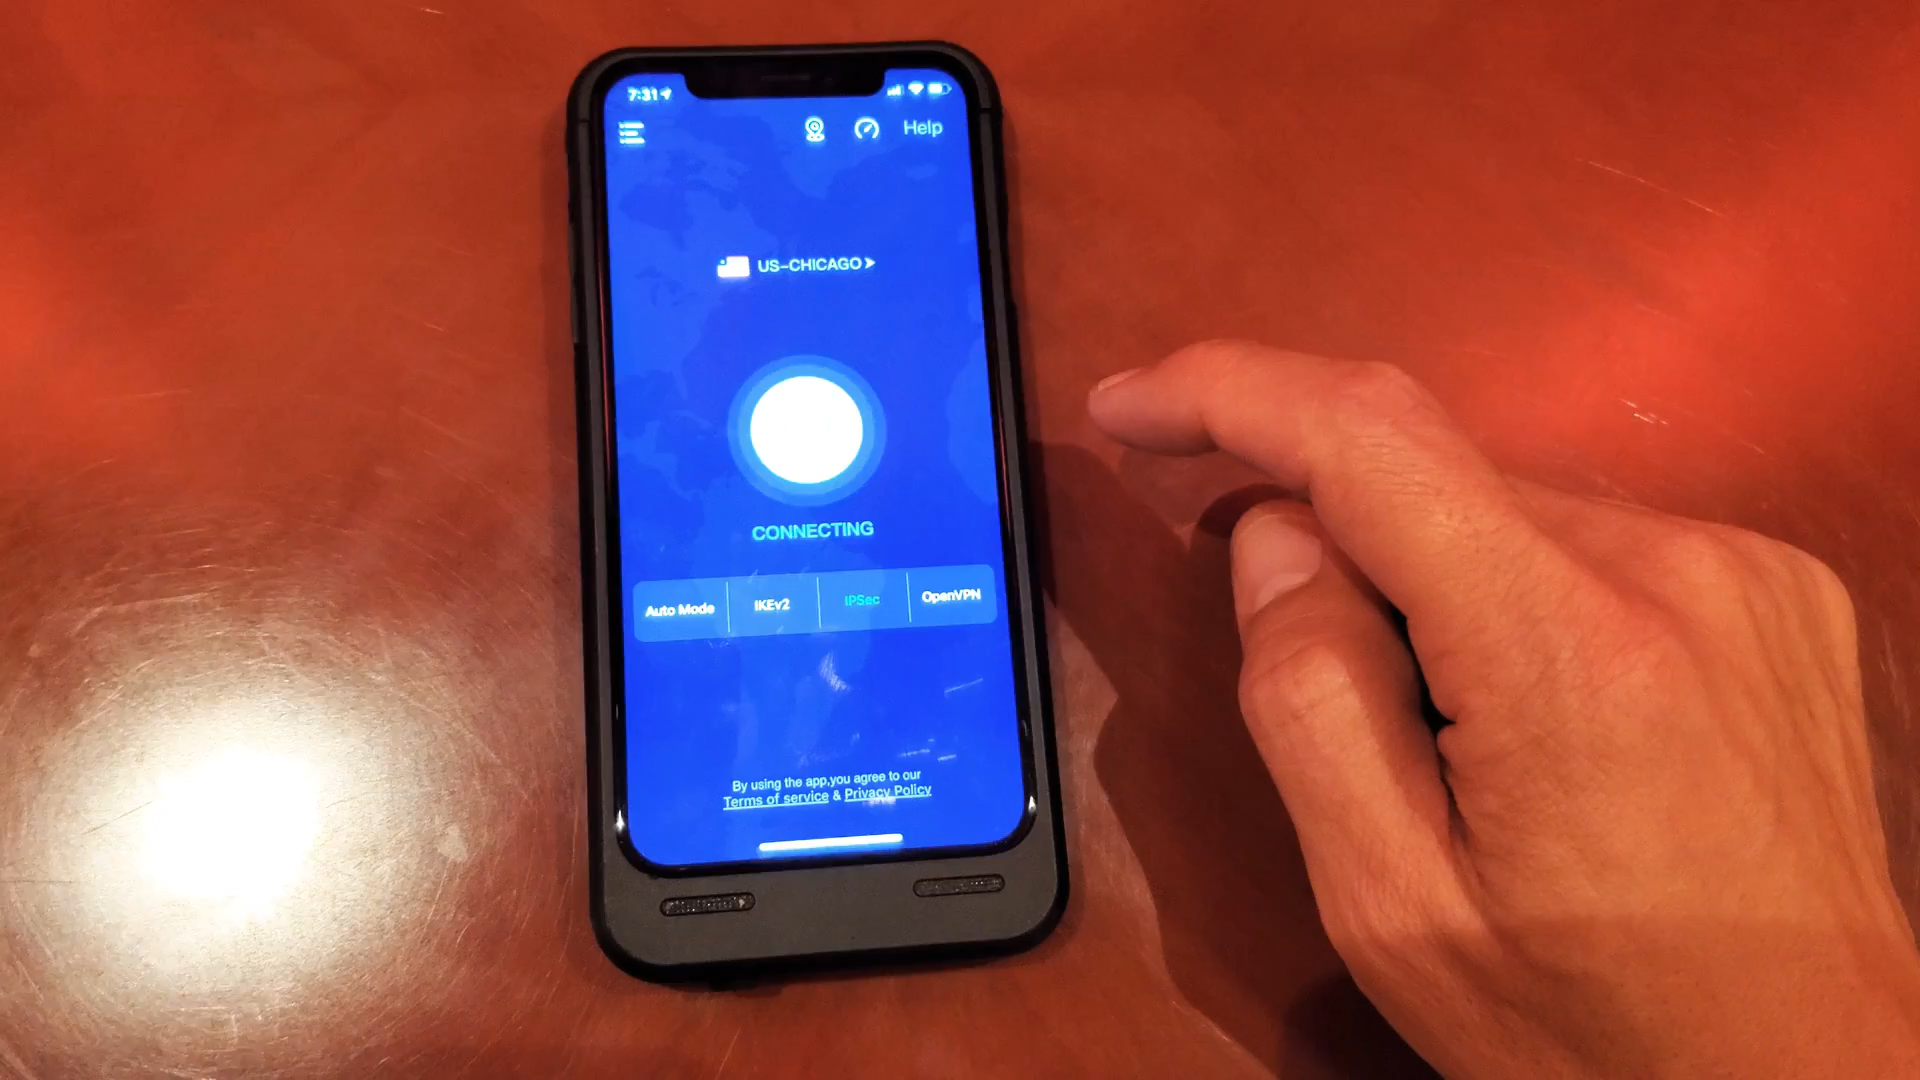 7:31
Help
US-CHICAGO
CONNECTING
Auto Mode
IKEv2
IPSec
OpenVPN
By using the app,you agree to our
Terms of service & Privacy Policy